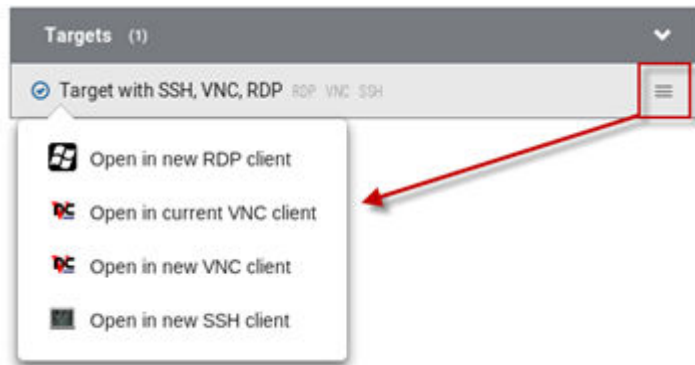 Targets (1)
Target with SSH, VNC, RDP RDP VNC SSH
Open in new RDP client
Open in current VNC client
Open in new VNC client
Open in new SSH client